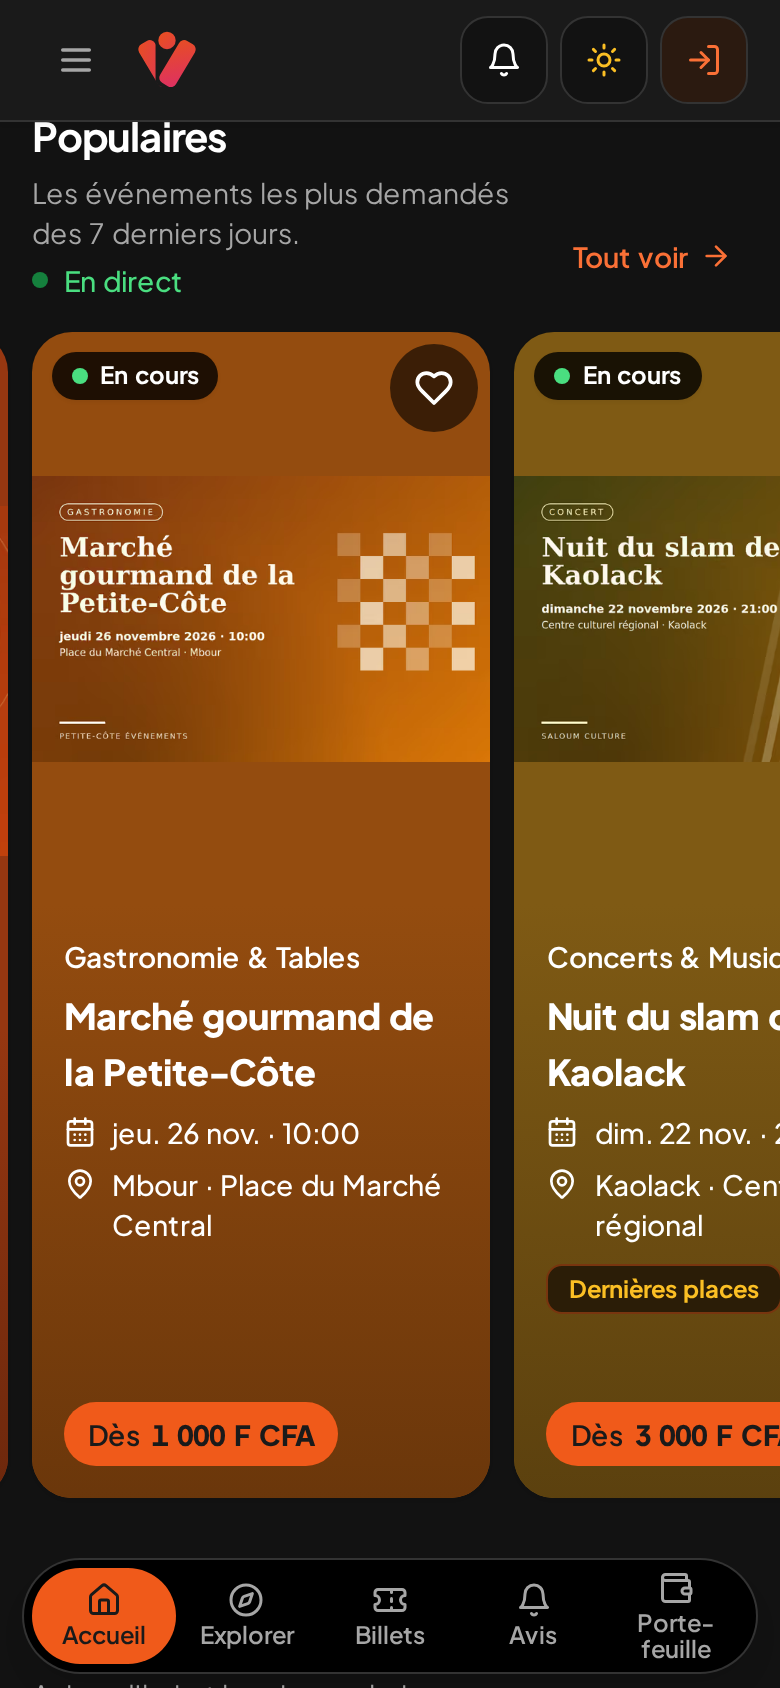 Populaires
Les événements les plus demandés
des 7 derniers jours.
En direct
Tout voir
En cours
GASTRONOMIE
Marché
gourmand de la
Petite-Côte
jeudi 26 novembre 2026 · 10:00
Place du Marché Central · Mbour
PETITE-CÔTE ÉVÉNEMENTS
Gastronomie & Tables
Marché gourmand de
la Petite-Côte
jeu. 26 nov. · 10:00
Mbour · Place du Marché
Central
Dès 1 000 F CFA
En cours
CONCERT
Nuit du slam de
Kaolack
dimanche 22 novembre 2026 · 21:00
Centre culturel régional · Kaolack
SALOUM CULTURE
Concerts &
Nuit du slam
Kaolack
dim. 22 nov. ·
Kaolack ·
régional
Dernières places
Dès 3 000 F
Accueil
Explorer
Billets
Avis
Porte-
feuille